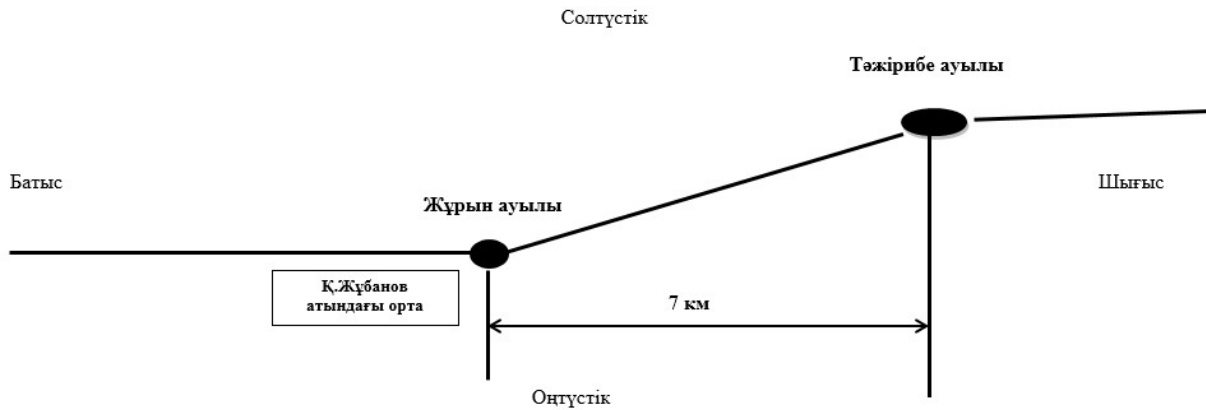 Солтүстік
Тәжірибе ауылы
Батыс
Шығыс
Жұрын ауылы
Қ.Жұбанов
атындағы орта
7 км
Оңтүстік